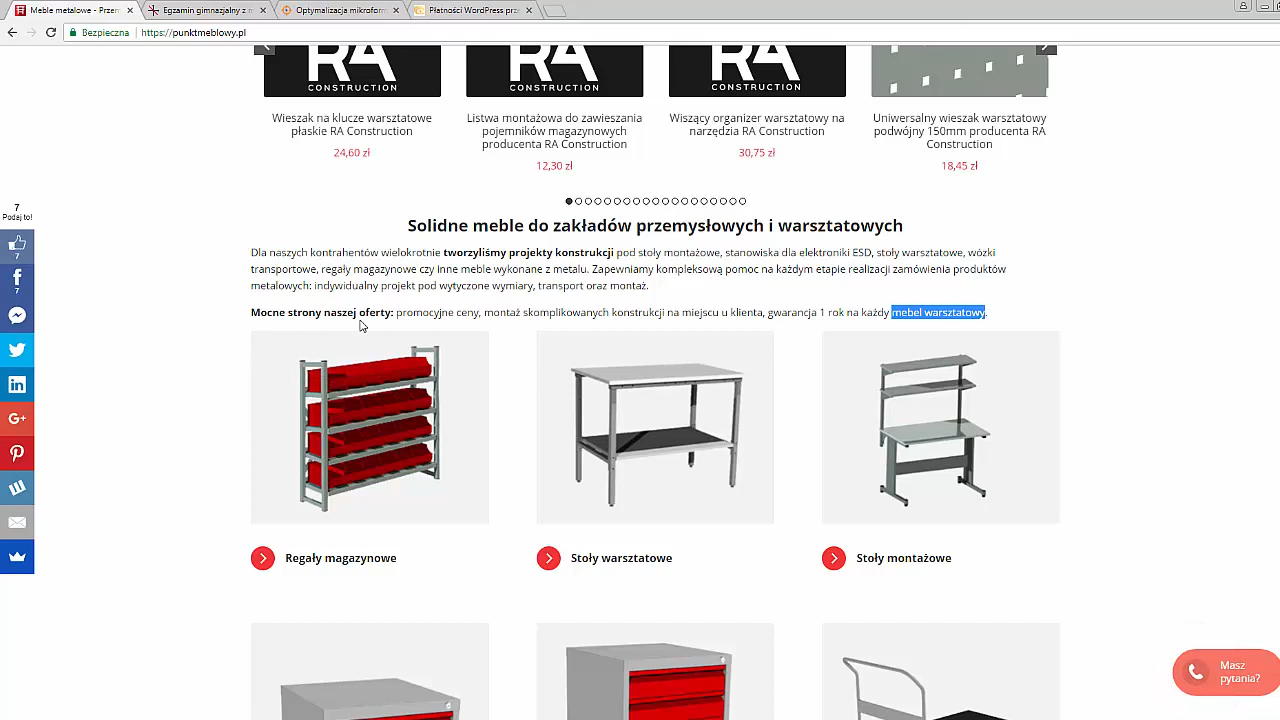 Meble metalowe - Przem
Egzamin gimnazjalny z m
Optymalizacja mikroform
Płatności WordPress prze
Bezpieczna
https://punktmeblowy.pl
RA
CONSTRUCTION
RA
CONSTRUCTION
RA
CONSTRUCTION
Wieszak na klucze warsztatowe
płaskie RA Construction
24,60 zł
Listwa montażowa do zawieszania
pojemników magazynowych
producenta RA Construction
12,30 zł
Wiszący organizer warsztatowy na
narzędzia RA Construction
30,75 zł
Uniwersalny wieszak warsztatowy
podwójny 150mm producenta RA
Construction
18,45 zł
7
Podaj to!
7
7
Solidne meble do zakładów przemysłowych i warsztatowych
Dla naszych kontrahentów wielokrotnie tworzyliśmy projekty konstrukcji pod stoły montażowe, stanowiska dla elektroniki ESD, stoły warsztatowe, wózki
transportowe, regały magazynowe czy inne meble wykonane z metalu. Zapewniamy kompleksową pomoc na każdym etapie realizacji zamówienia produktów
metalowych: indywidualny projekt pod wytyczone wymiary, transport oraz montaż.
Mocne strony naszej oferty: promocyjne ceny, montaż skomplikowanych konstrukcji na miejscu u klienta, gwarancja 1 rok na każdy mebel warsztatowy.
Regały magazynowe
Stoły warsztatowe
Stoły montażowe
Masz
pytania?